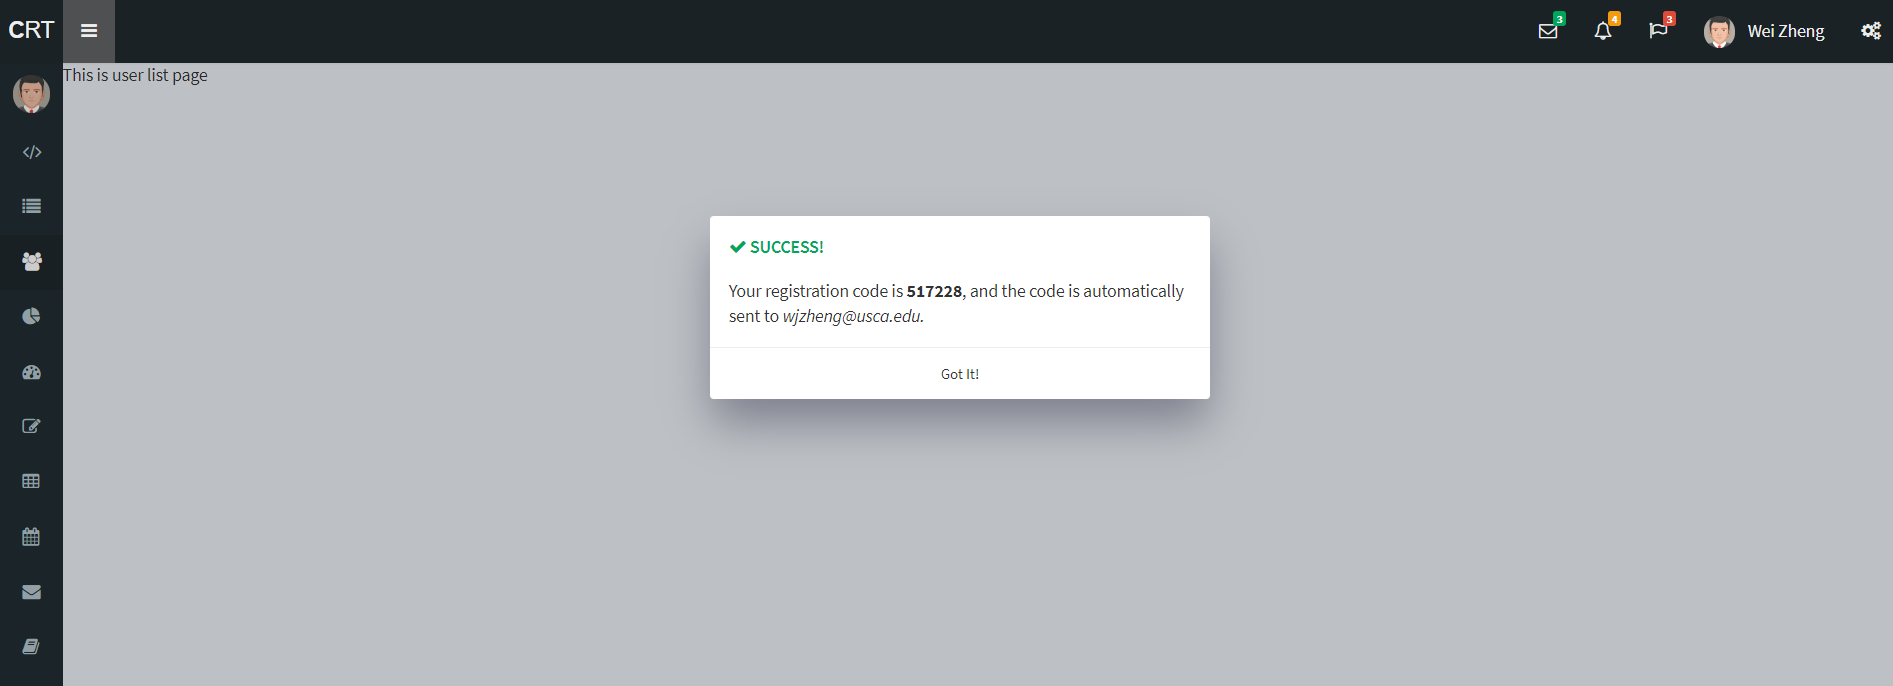 CRT
3
4
3
Wei Zheng
This is user list page
SUCCESS!
Your registration code is 517228, and the code is automatically
sent to wjzheng@usca.edu.
Got It!